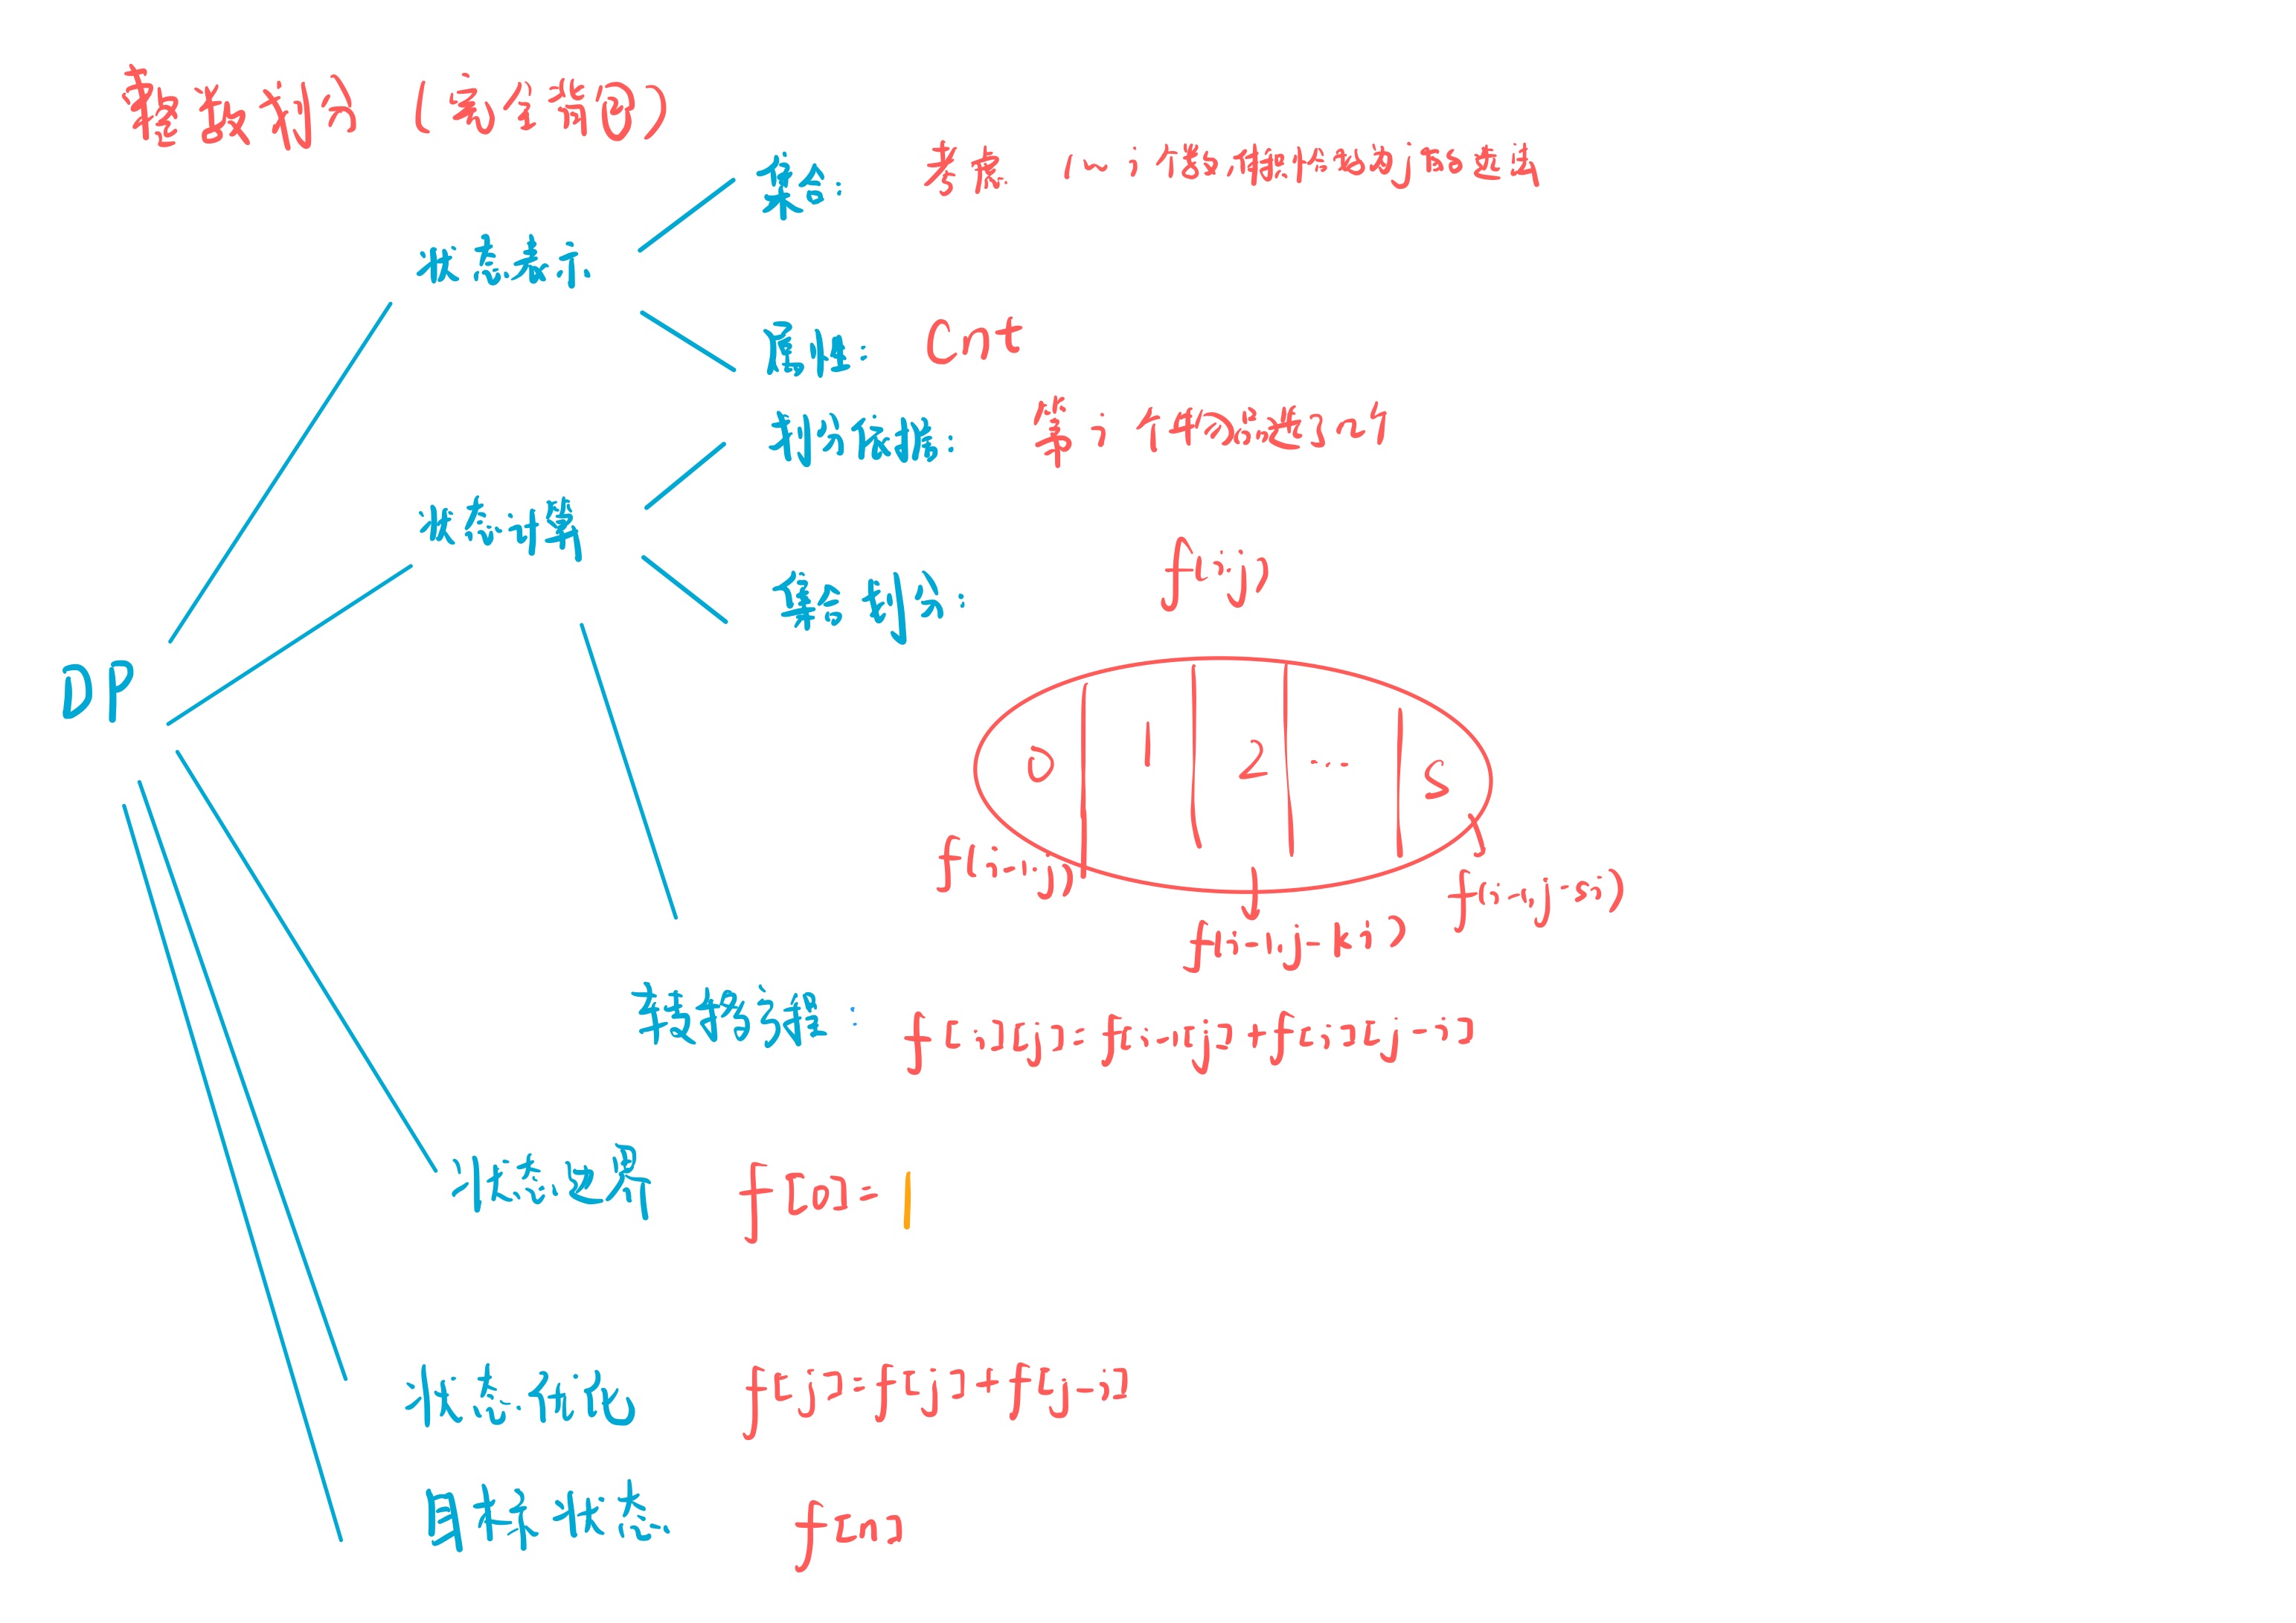 整数划分 (完全背包)
集合: 考虑 1~i 个数,体积恰为 j 的选法
状态表示
属性: Cnt
划分依据: 第 i 个物品选了几个
状态计算
集合划分: f(i,j)
DP
0 1 2 ... s
f(i-1,j) f(i-1,j-ki) f(i-1,j-si)
转移方程: f[i][j]=f[i-1][j]+f[i][j-i]
状态边界 f[0]=1
状态优化 f[j]=f[j]+f[j-i]
目标状态 f[n]